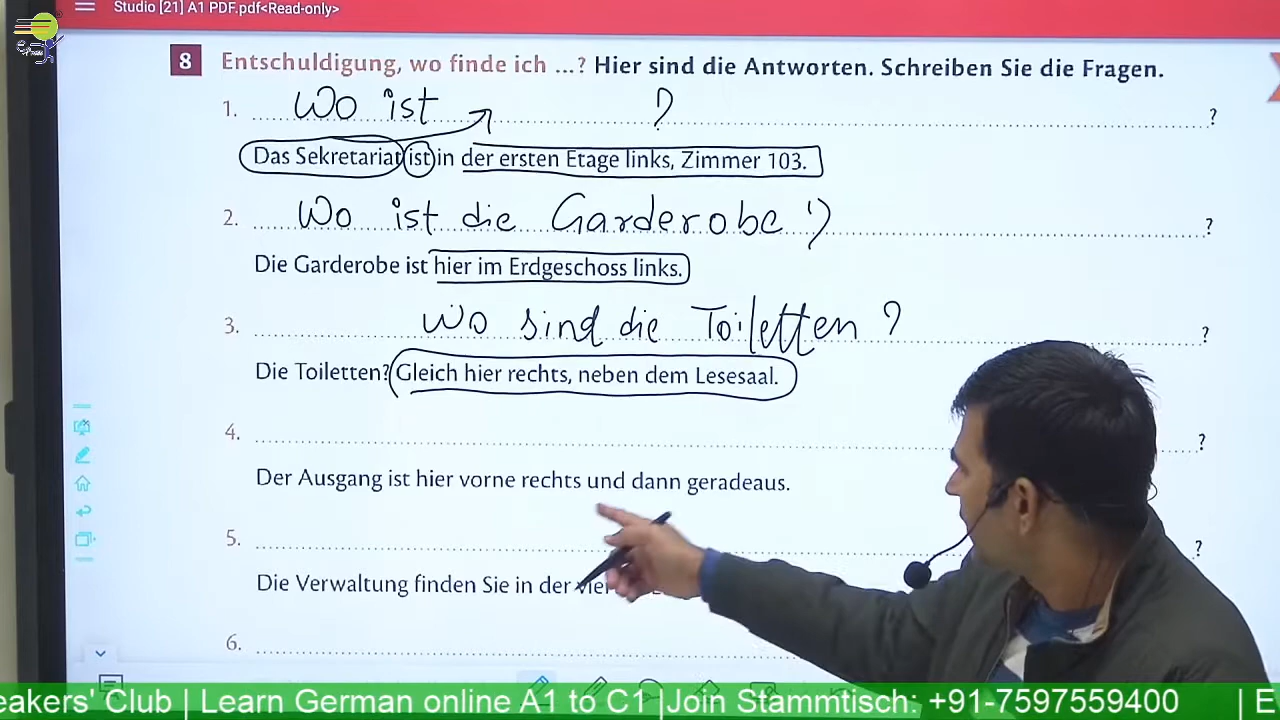 Studio [21] A1 PDF.pdf<Read-only>
8 Entschuldigung, wo finde ich ...? Hier sind die Antworten. Schreiben Sie die Fragen.
1. Wo ist ? ?
Das Sekretariat ist in der ersten Etage links, Zimmer 103.
2. Wo ist die Garderobe? ?
Die Garderobe ist hier im Erdgeschoss links.
3. Wo sind die Toiletten? ?
Die Toiletten? Gleich hier rechts, neben dem Lesesaal.
4. ?
Der Ausgang ist hier vorne rechts und dann geradeaus.
5. ?
Die Verwaltung finden Sie in der
6.
eakers' Club | Learn German online A1 to C1 |Join Stammtisch: +91-7597559400 | E